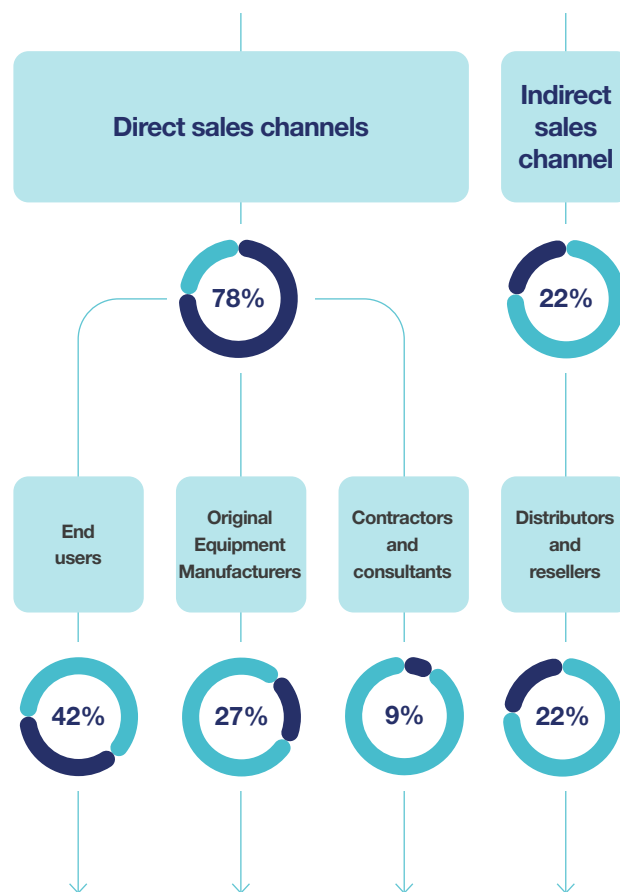 Direct sales channels
Indirect
sales
channel
78%
22%
End
users
Original
Equipment
Manufacturers
Contractors
and
consultants
Distributors
and
resellers
42%
27%
9%
22%